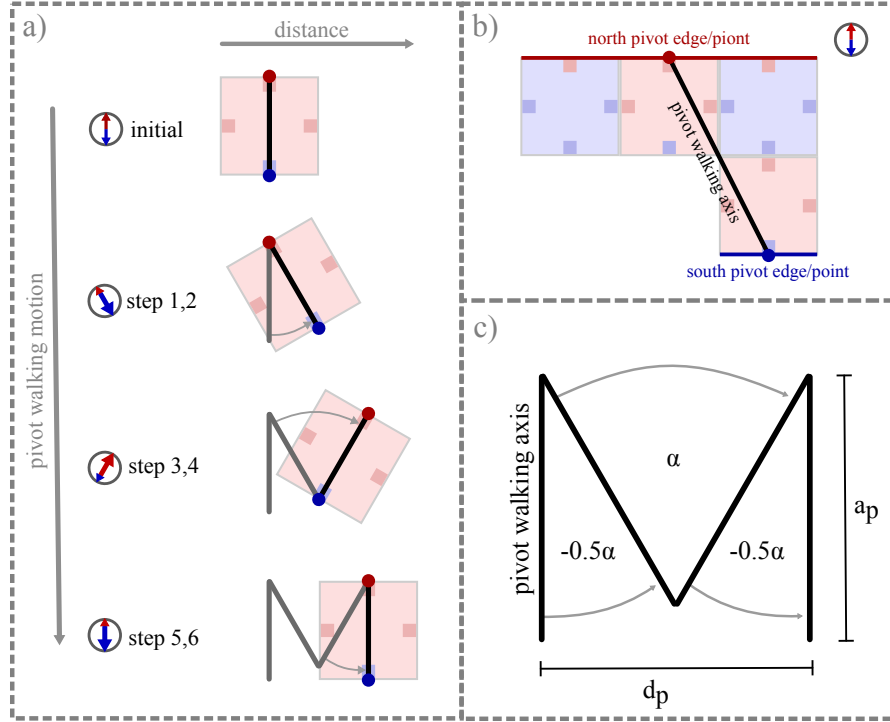 a)
distance
initial
step 1,2
step 3,4
step 5,6
pivot walking motion
b)
north pivot edge/piont
pivot walking axis
south pivot edge/point
c)
pivot walking axis
α
-0.5α
-0.5α
aₚ
dₚ